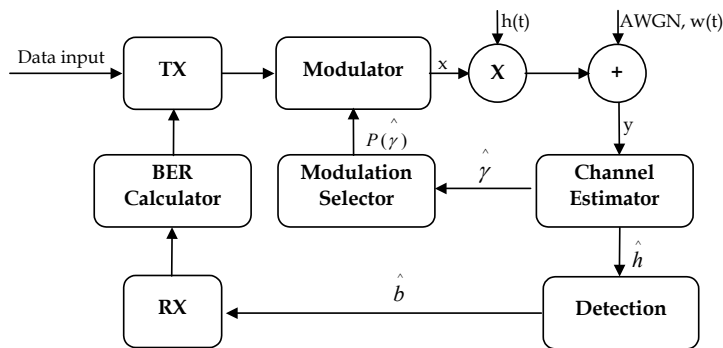 h(t)
AWGN, w(t)
Data input
TX
Modulator
x
X
+
P(γ̂)
y
BER
Calculator
Modulation
Selector
γ̂
Channel
Estimator
ĥ
RX
b̂
Detection